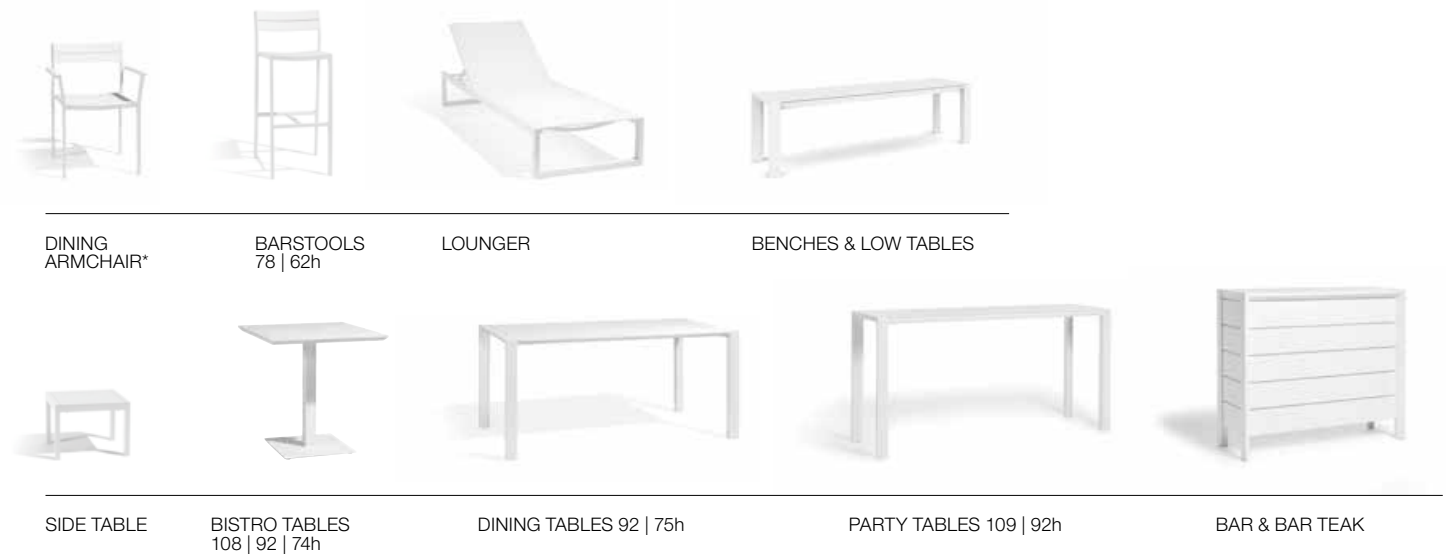 DINING
ARMCHAIR*
BARSTOOLS
78 | 62h
LOUNGER
BENCHES & LOW TABLES
SIDE TABLE
BISTRO TABLES
108 | 92 | 74h
DINING TABLES 92 | 75h
PARTY TABLES 109 | 92h
BAR & BAR TEAK